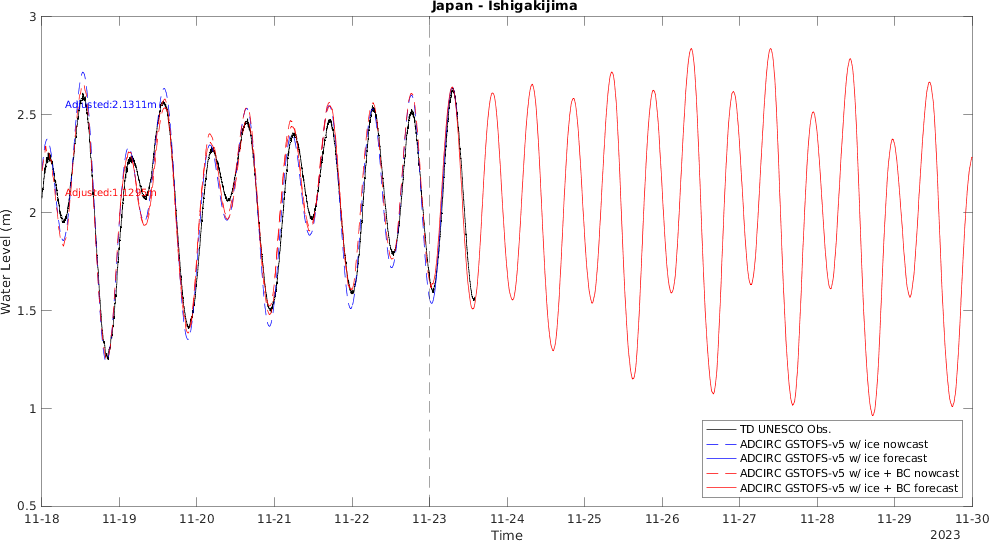 Japan - Ishigakijima
Water Level (m)
3
2.5
2
1.5
1
0.5
Adjusted:2.1311m
11-18
11-19
11-20
11-21
11-22
11-23
11-24
11-25
11-26
11-27
11-28
11-29
11-30
Time
2023
TD UNESCO Obs.
ADCIRC GSTOFS-v5 w/ ice nowcast
ADCIRC GSTOFS-v5 w/ ice forecast
ADCIRC GSTOFS-v5 w/ ice + BC nowcast
ADCIRC GSTOFS-v5 w/ ice + BC forecast